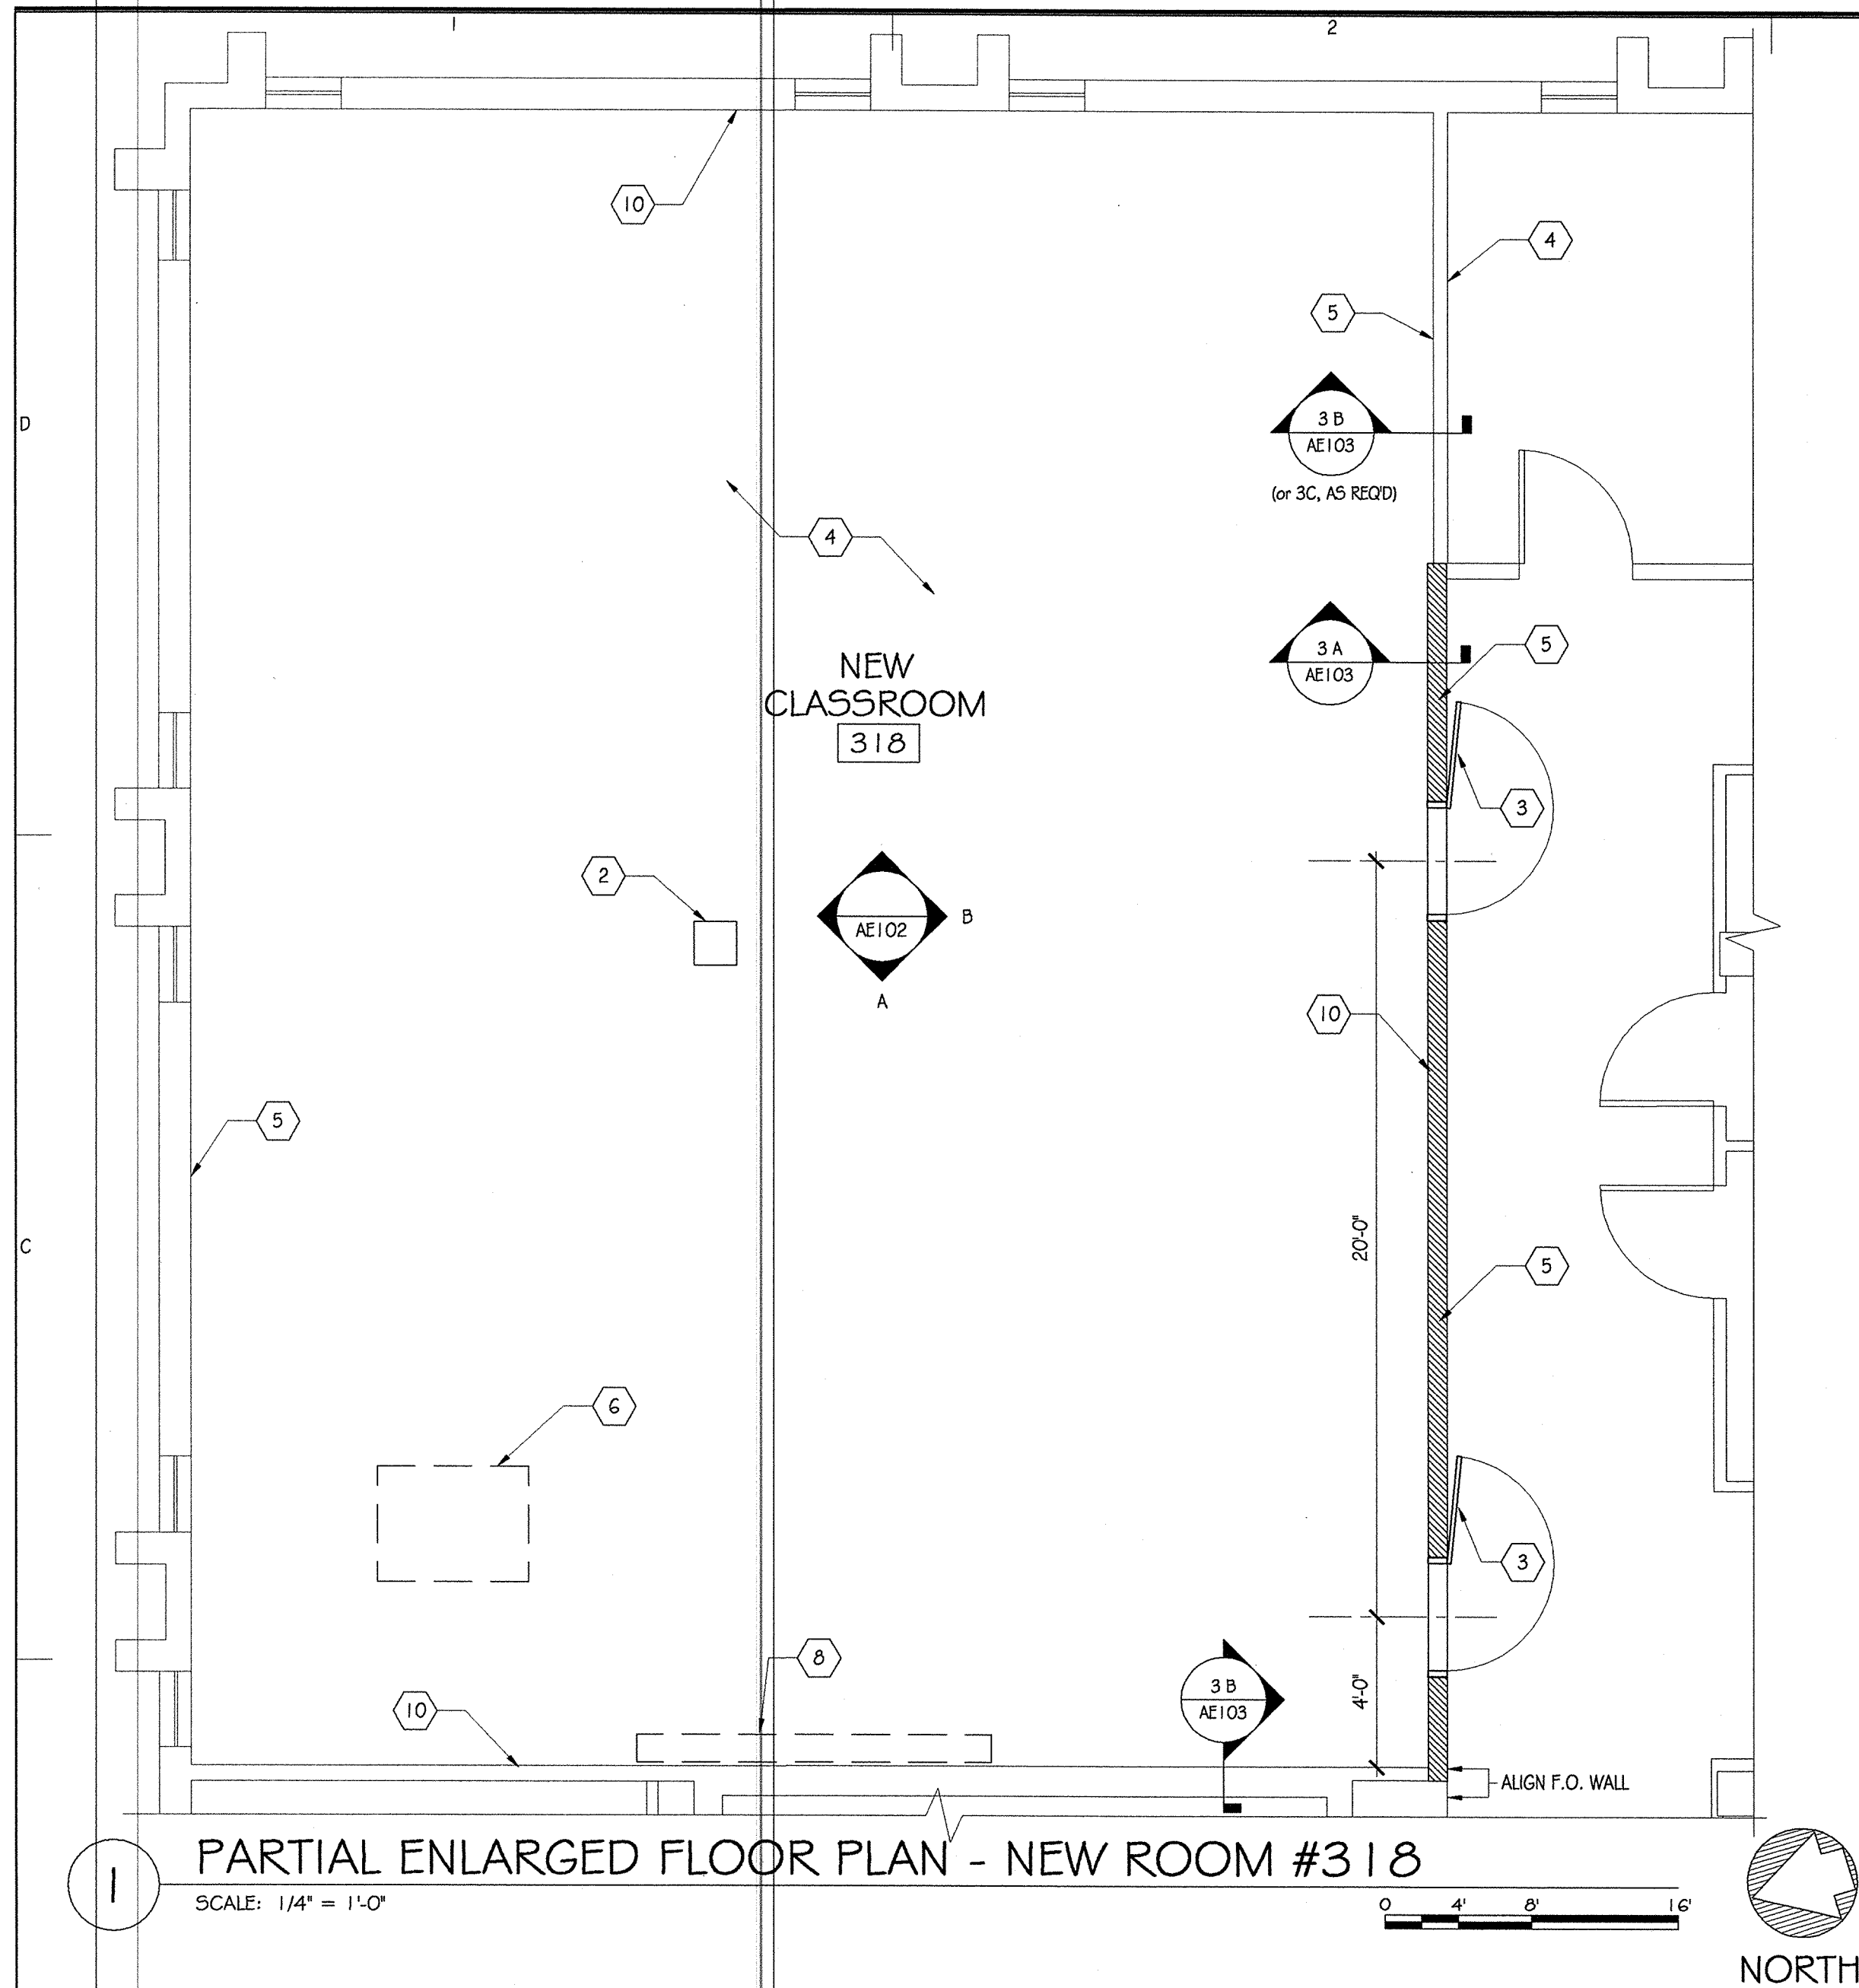 1
2
10
4
5
D
3 B
AE103
(or 3C, AS REQ'D)
4
5
3 A
AE103
NEW
CLASSROOM
318
3
2
B
AE102
A
10
5
20'-0"
C
5
6
3
8
3 B
AE103
4'-0"
10
ALIGN F.O. WALL
1
PARTIAL ENLARGED FLOOR PLAN - NEW ROOM #318
SCALE: 1/4" = 1'-0"
0 4' 8' 16'
NORTH